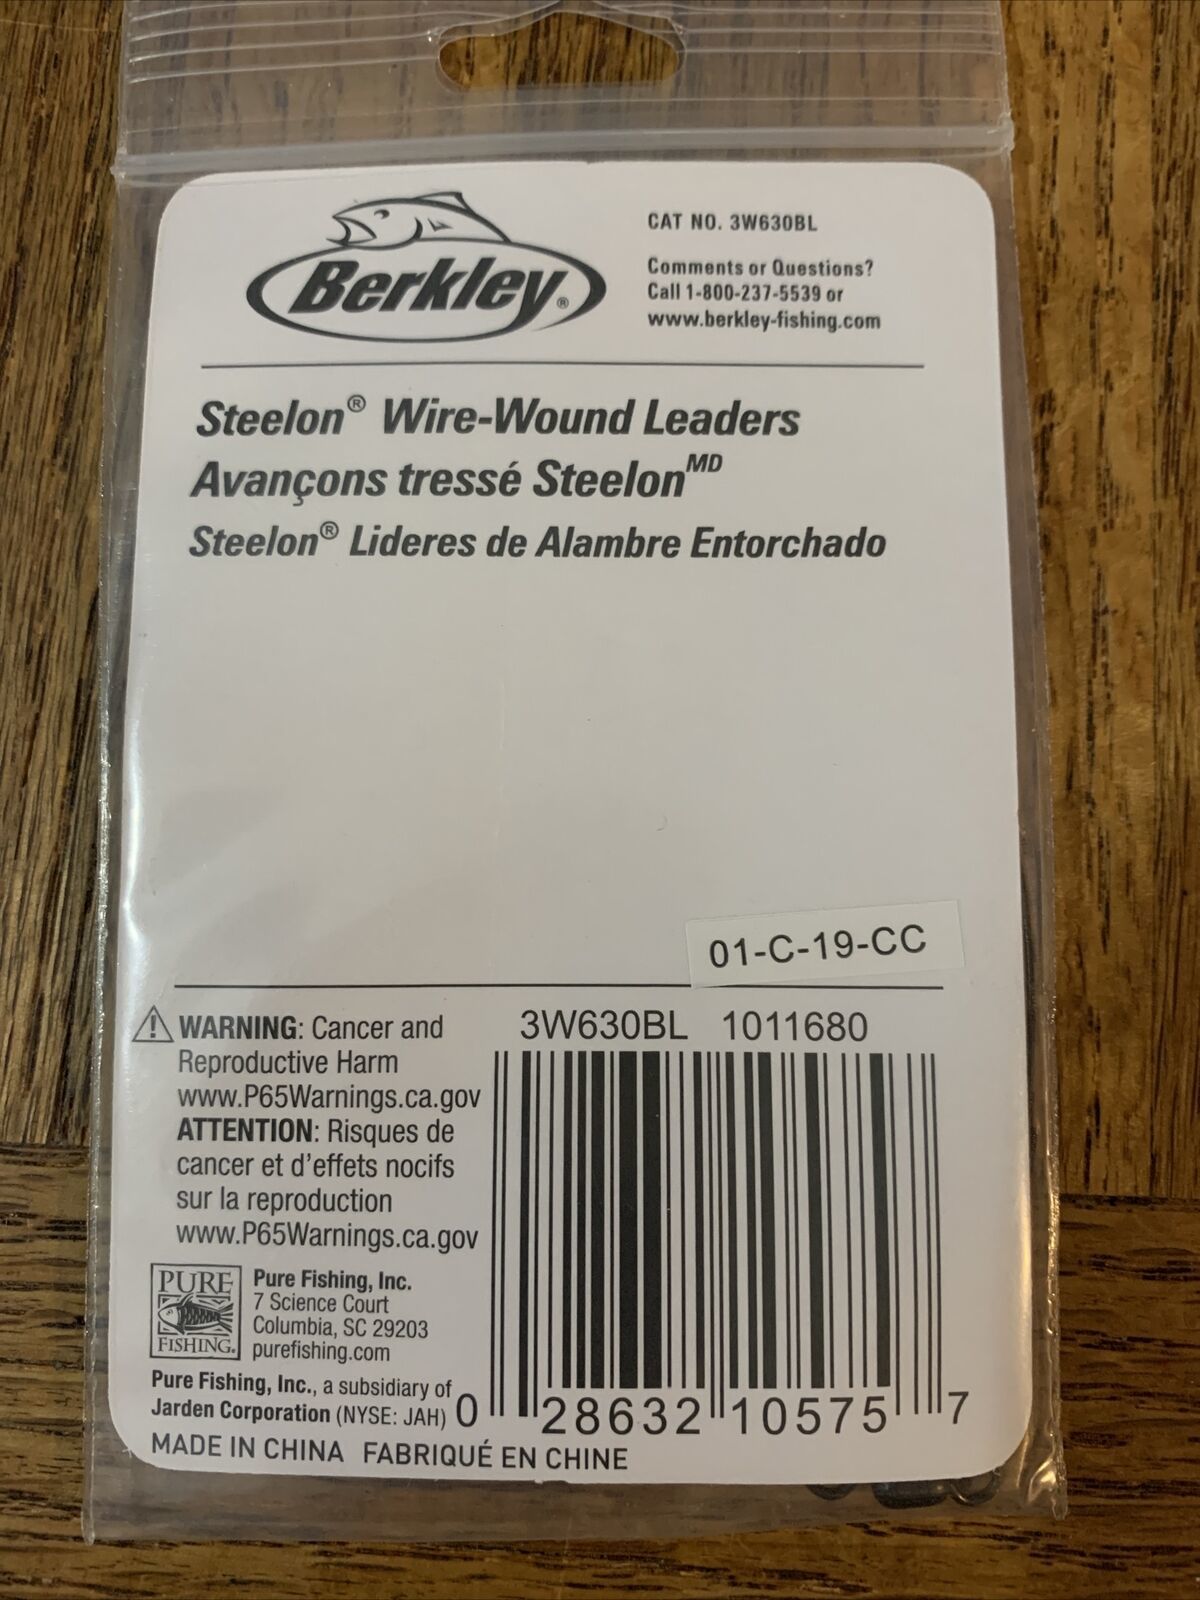 Berkley®
CAT NO. 3W630BL
Comments or Questions?
Call 1-800-237-5539 or
www.berkley-fishing.com
Steelon® Wire-Wound Leaders
Avançons tressé Steelon MD
Steelon® Lideres de Alambre Entorchado
01-C-19-CC
⚠ WARNING: Cancer and
Reproductive Harm
www.P65Warnings.ca.gov
ATTENTION: Risques de
cancer et d'effets nocifs
sur la reproduction
www.P65Warnings.ca.gov
3W630BL 1011680
PURE
FISHING®
Pure Fishing, Inc.
7 Science Court
Columbia, SC 29203
purefishing.com
Pure Fishing, Inc., a subsidiary of
Jarden Corporation (NYSE: JAH)
0 28632 10575 7
MADE IN CHINA FABRIQUÉ EN CHINE